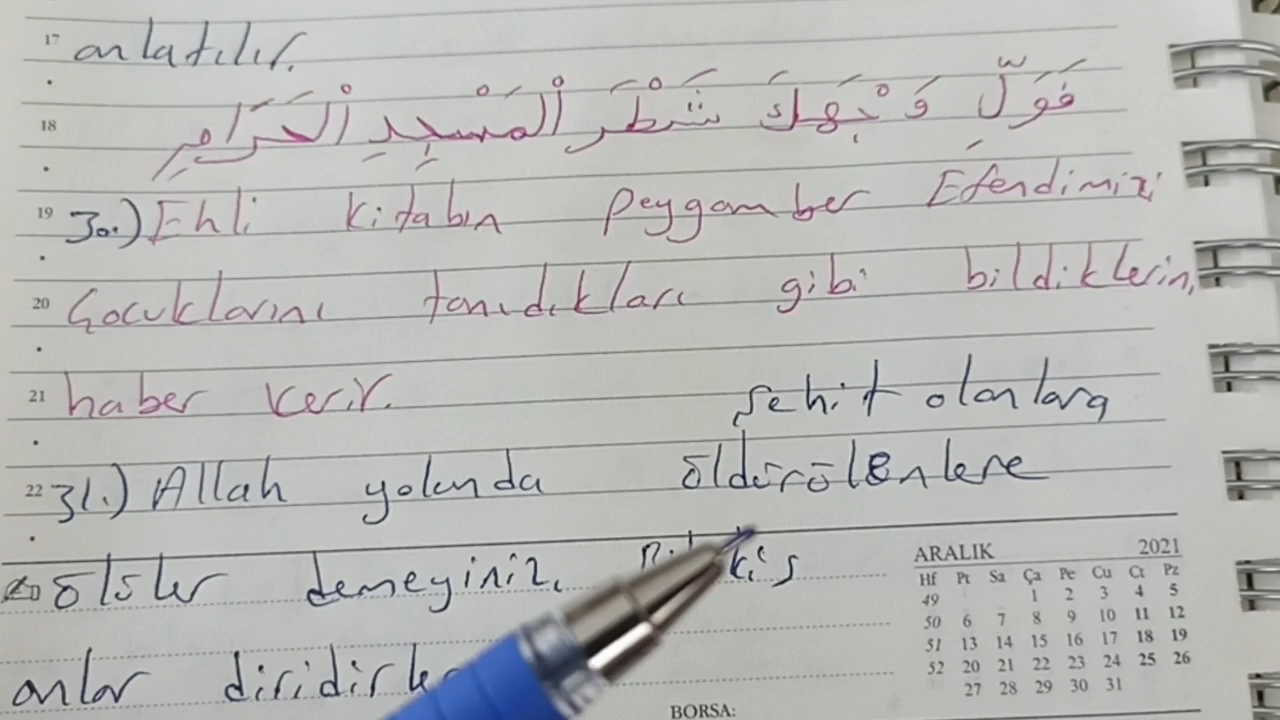 17 anlatılır.
18 فَوَلِّ وَجْهَكَ شَطْرَ الْمَسْجِدِ الْحَرَامِ
19 30.) Ehli kitabın Peygamber Efendimizi
20 Çocuklarını tanıdıkları gibi bildiklerini
21 haber verir.
şehit olanlara
22 31.) Allah yolunda öldürülenlere
ölüler demeyiniz.
onlar
ARALIK 2021
Hf Pt Sa Ça Pe Cu Ct Pz
49 1 2 3 4 5
50 6 7 8 9 10 11 12
51 13 14 15 16 17 18 19
52 20 21 22 23 24 25 26
27 28 29 30 31
BORSA: